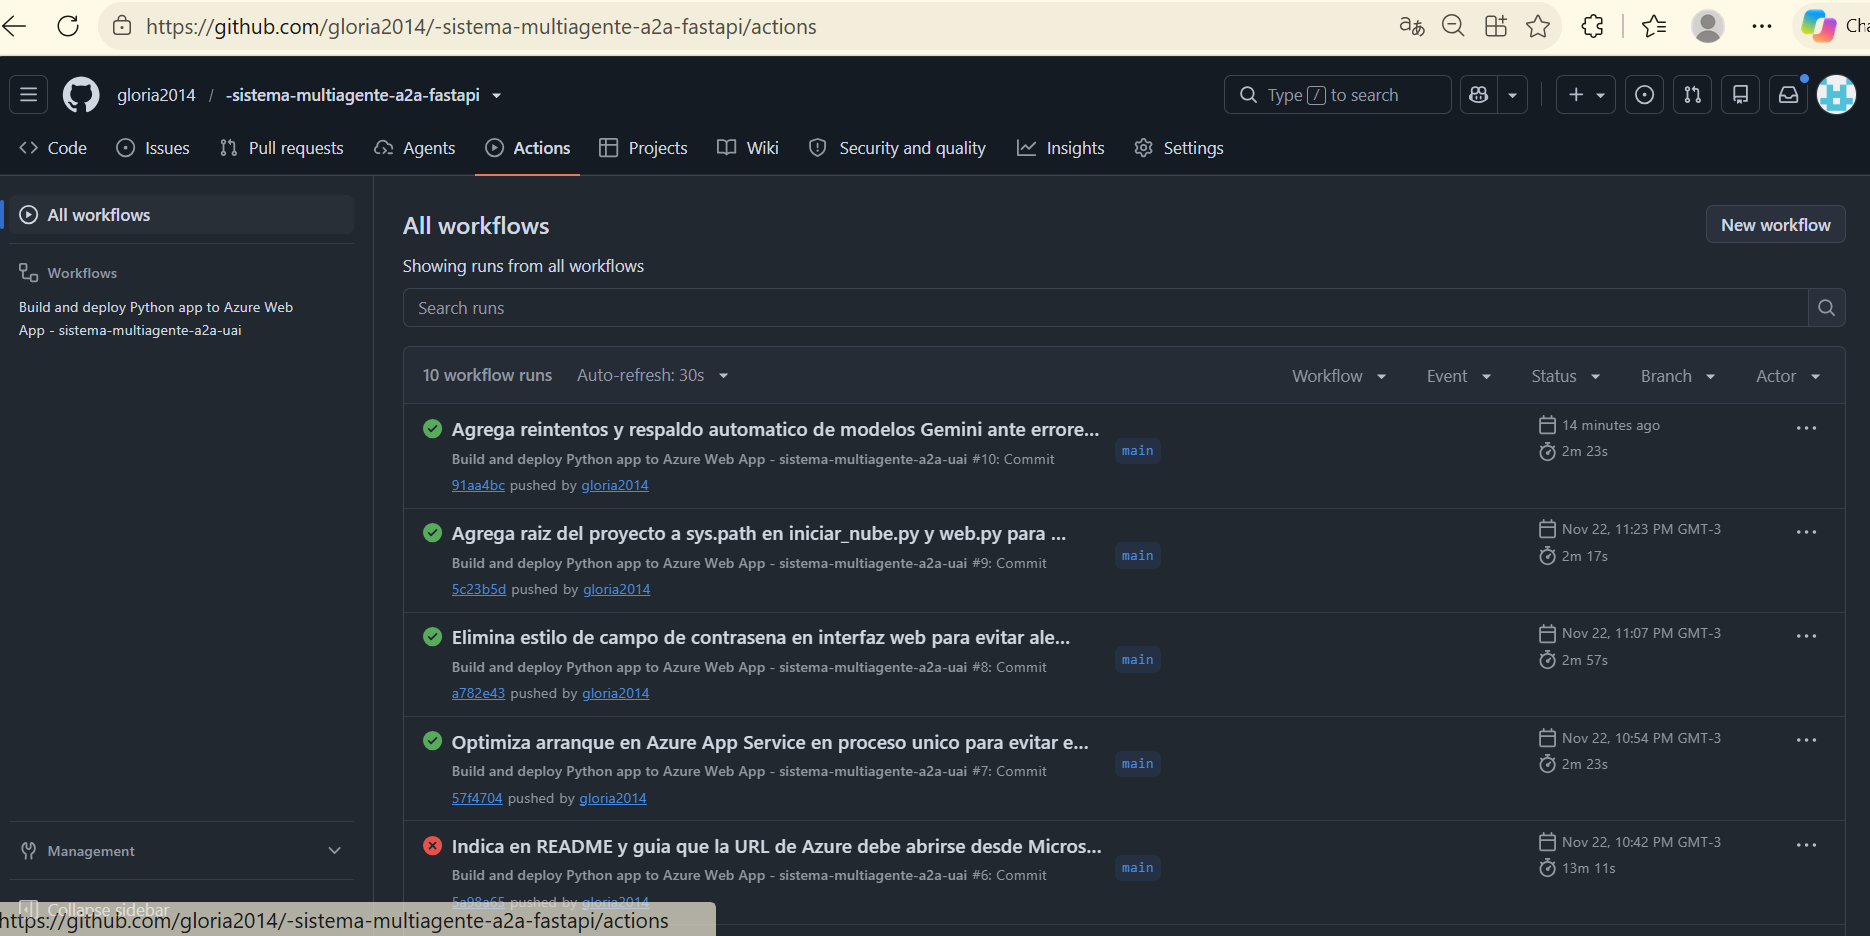 https://github.com/gloria2014/-sistema-multiagente-a2a-fastapi/actions
Cha
gloria2014 / -sistema-multiagente-a2a-fastapi
Type / to search
Code
Issues
Pull requests
Agents
Actions
Projects
Wiki
Security and quality
Insights
Settings
All workflows
Workflows
Build and deploy Python app to Azure Web
App - sistema-multiagente-a2a-uai
Management
Collapse sidebar
All workflows
New workflow
Showing runs from all workflows
Search runs
10 workflow runs
Auto-refresh: 30s
Workflow
Event
Status
Branch
Actor
Agrega reintentos y respaldo automatico de modelos Gemini ante errore...
Build and deploy Python app to Azure Web App - sistema-multiagente-a2a-uai #10: Commit
91aa4bc pushed by gloria2014
main
14 minutes ago
2m 23s
Agrega raiz del proyecto a sys.path en iniciar_nube.py y web.py para ...
Build and deploy Python app to Azure Web App - sistema-multiagente-a2a-uai #9: Commit
5c23b5d pushed by gloria2014
main
Nov 22, 11:23 PM GMT-3
2m 17s
Elimina estilo de campo de contrasena en interfaz web para evitar ale...
Build and deploy Python app to Azure Web App - sistema-multiagente-a2a-uai #8: Commit
a782e43 pushed by gloria2014
main
Nov 22, 11:07 PM GMT-3
2m 57s
Optimiza arranque en Azure App Service en proceso unico para evitar e...
Build and deploy Python app to Azure Web App - sistema-multiagente-a2a-uai #7: Commit
57f4704 pushed by gloria2014
main
Nov 22, 10:54 PM GMT-3
2m 23s
Indica en README y guia que la URL de Azure debe abrirse desde Micros...
Build and deploy Python app to Azure Web App - sistema-multiagente-a2a-uai #6: Commit
5a98a65 pushed by gloria2014
main
Nov 22, 10:42 PM GMT-3
13m 11s
https://github.com/gloria2014/-sistema-multiagente-a2a-fastapi/actions